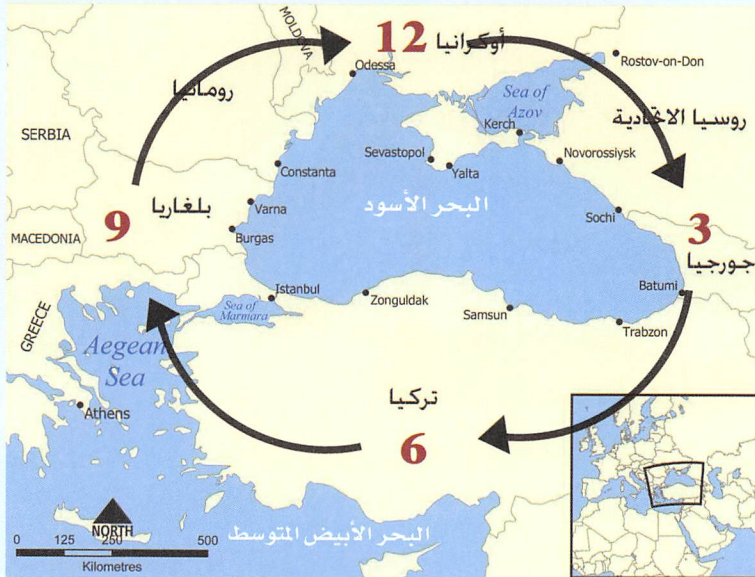 MOLDOVA
12
أوكرانيا
Rostov-on-Don
Odessa
رومانيا
Sea of
Azov
روسيا الاتحادية
SERBIA
Kerch
Sevastopol
Yalta
Novorossiysk
Constanta
البحر الأسود
بلغاريا
Varna
Sochi
9
3
MACEDONIA
Burgas
جورجيا
Batumi
Istanbul
Sea of
Marmara
Zonguldak
Samsun
Trabzon
GREECE
Aegean
Sea
تركيا
Athens
6
NORTH
البحر الأبيض المتوسط
0 125 250 500
Kilometres